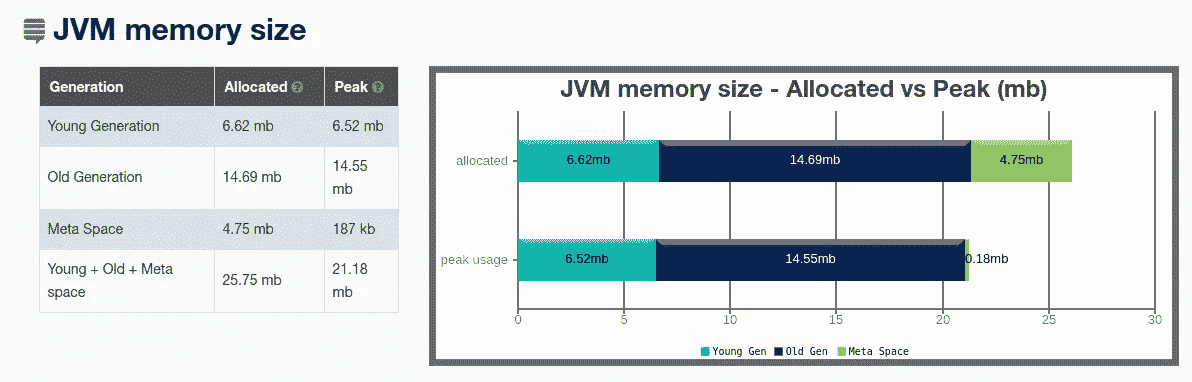 JVM memory size
Generation Allocated Peak
Young Generation 6.62 mb 6.52 mb
Old Generation 14.69 mb 14.55 mb
Meta Space 4.75 mb 187 kb
Young + Old + Meta space 25.75 mb 21.18 mb
JVM memory size - Allocated vs Peak (mb)
allocated 6.62mb 14.69mb 4.75mb
peak usage 6.52mb 14.55mb 0.18mb
0 5 10 15 20 25 30
Young Gen Old Gen Meta Space